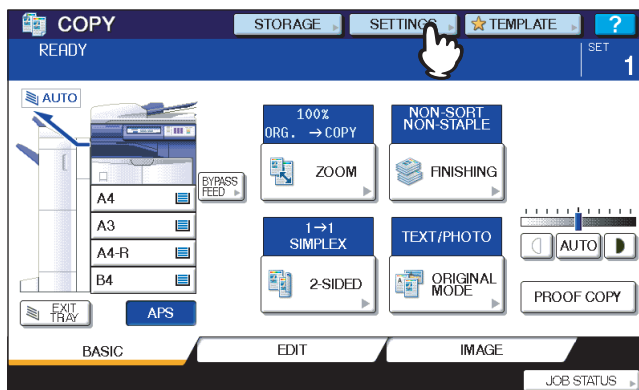 COPY
STORAGE
SETTINGS
TEMPLATE
?
READY
SET
1
AUTO
100%
ORG. →COPY
ZOOM
NON-SORT
NON-STAPLE
FINISHING
BYPASS
FEED
A4
A3
A4-R
B4
1→1
SIMPLEX
2-SIDED
TEXT/PHOTO
ORIGINAL
MODE
AUTO
PROOF COPY
EXIT
TRAY
APS
BASIC
EDIT
IMAGE
JOB STATUS